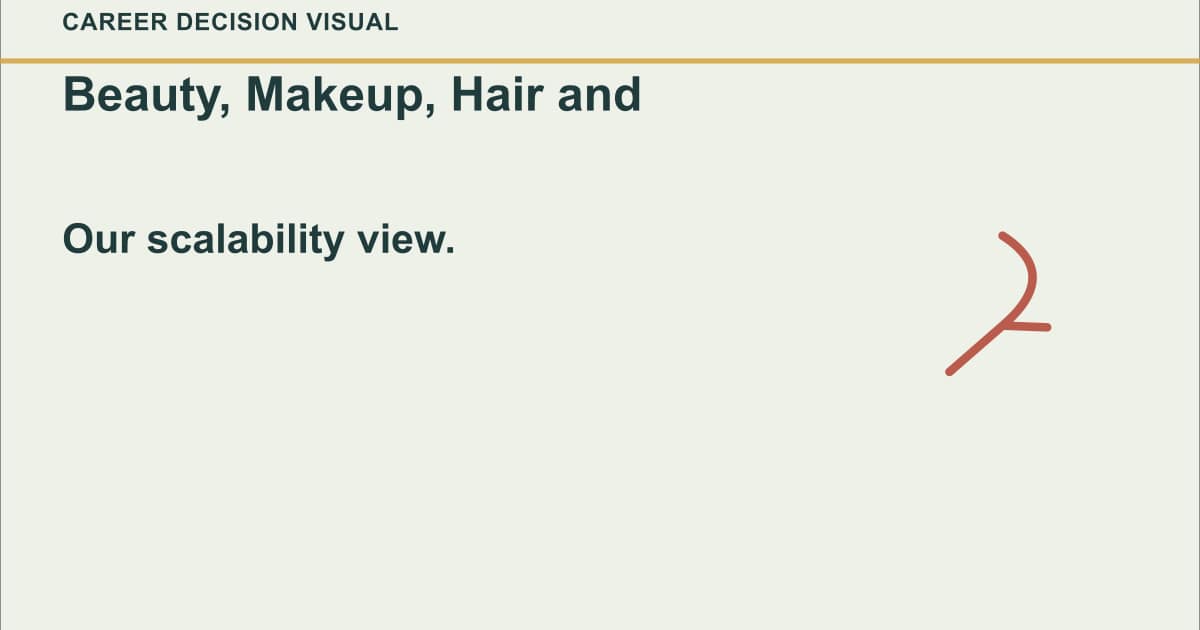 CAREER DECISION VISUAL
Beauty, Makeup, Hair and
Our scalability view.